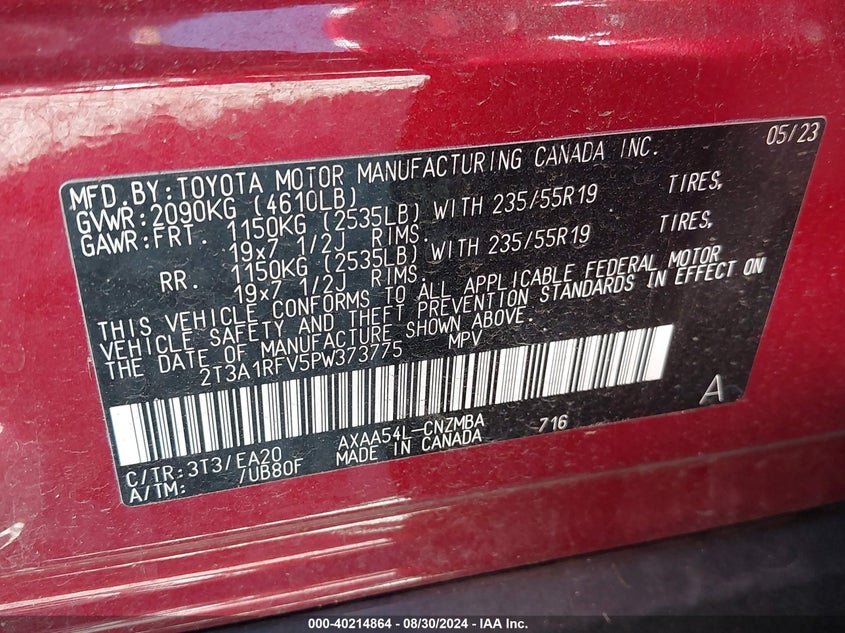 05/23
MFD.BY:TOYOTA MOTOR MANUFACTURING CANADA INC.
GVWR:2090KG (4610LB)
GAWR:FRT. 1150KG (2535LB) WITH 235/55R19 TIRES,
19x7 1/2J RIMS.
RR. 1150KG (2535LB) WITH 235/55R19 TIRES,
19x7 1/2J RIMS.
THIS VEHICLE CONFORMS TO ALL APPLICABLE FEDERAL MOTOR
VEHICLE SAFETY AND THEFT PREVENTION STANDARDS IN EFFECT ON
THE DATE OF MANUFACTURE SHOWN ABOVE.
2T3A1RFV5PW373775 MPV
A
C/TR:3T3/EA20 AXAA54L-CNZMBA 716
A/TM: /UB80F MADE IN CANADA
000-40214864 - 08/30/2024 - IAA Inc.